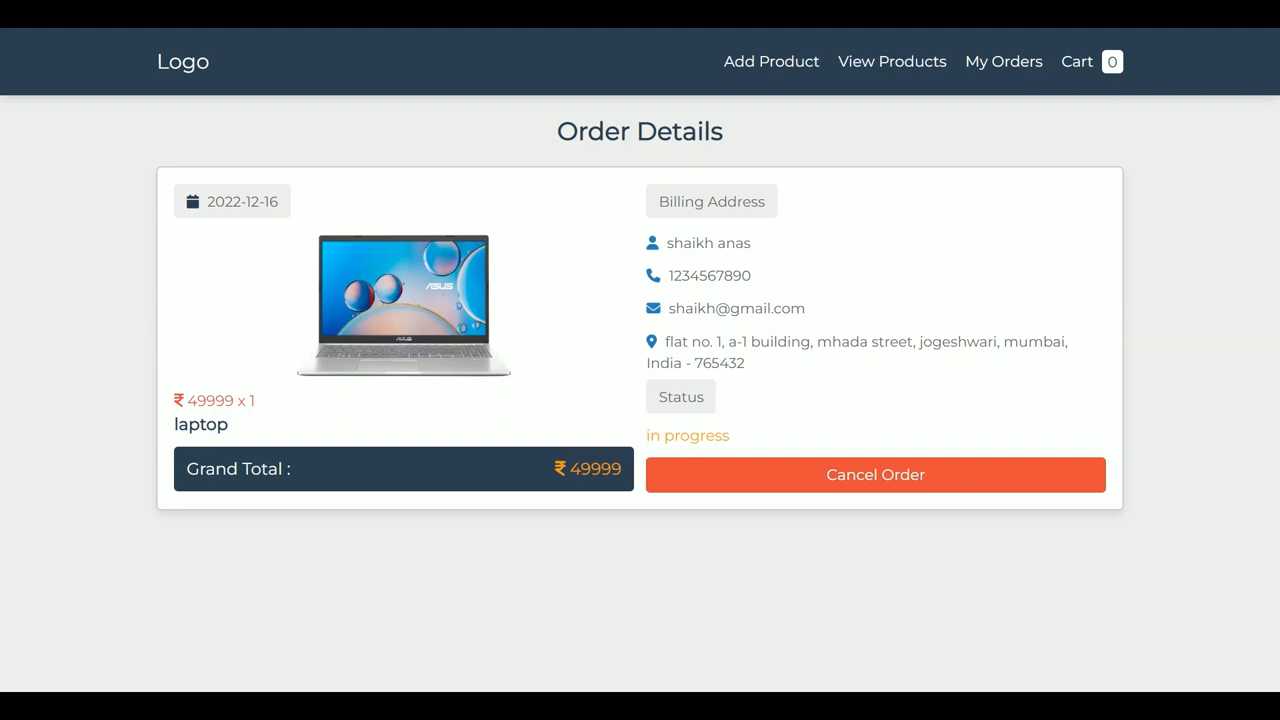 Logo
Add Product View Products My Orders Cart 0
Order Details
2022-12-16
ASUS
ASUS
₹ 49999 x 1
laptop
Grand Total : ₹ 49999
Billing Address
shaikh anas
1234567890
shaikh@gmail.com
flat no. 1, a-1 building, mhada street, jogeshwari, mumbai,
India - 765432
Status
in progress
Cancel Order